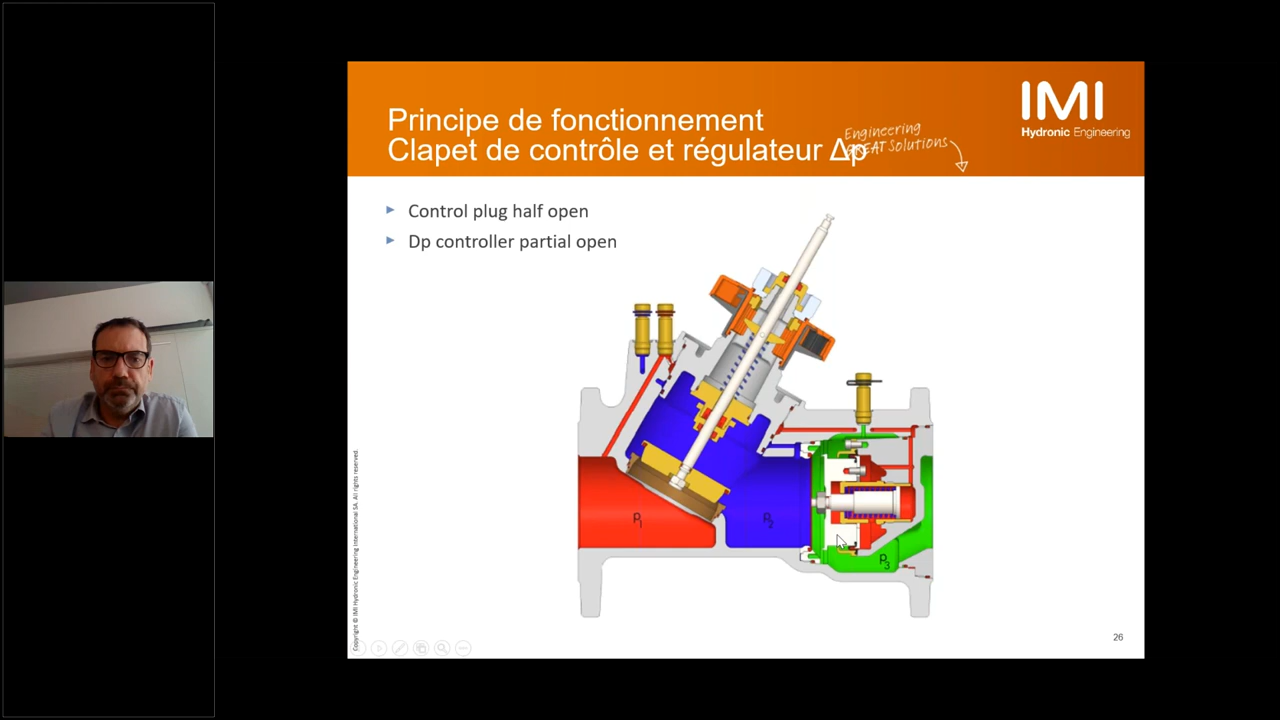 Principe de fonctionnement
Clapet de contrôle et régulateur Δp
Engineering
GREAT Solutions
IMI
Hydronic Engineering
▶ Control plug half open
▶ Dp controller partial open
p1
p2
p3
Copyright © IMI Hydronic Engineering International SA. All rights reserved.
26